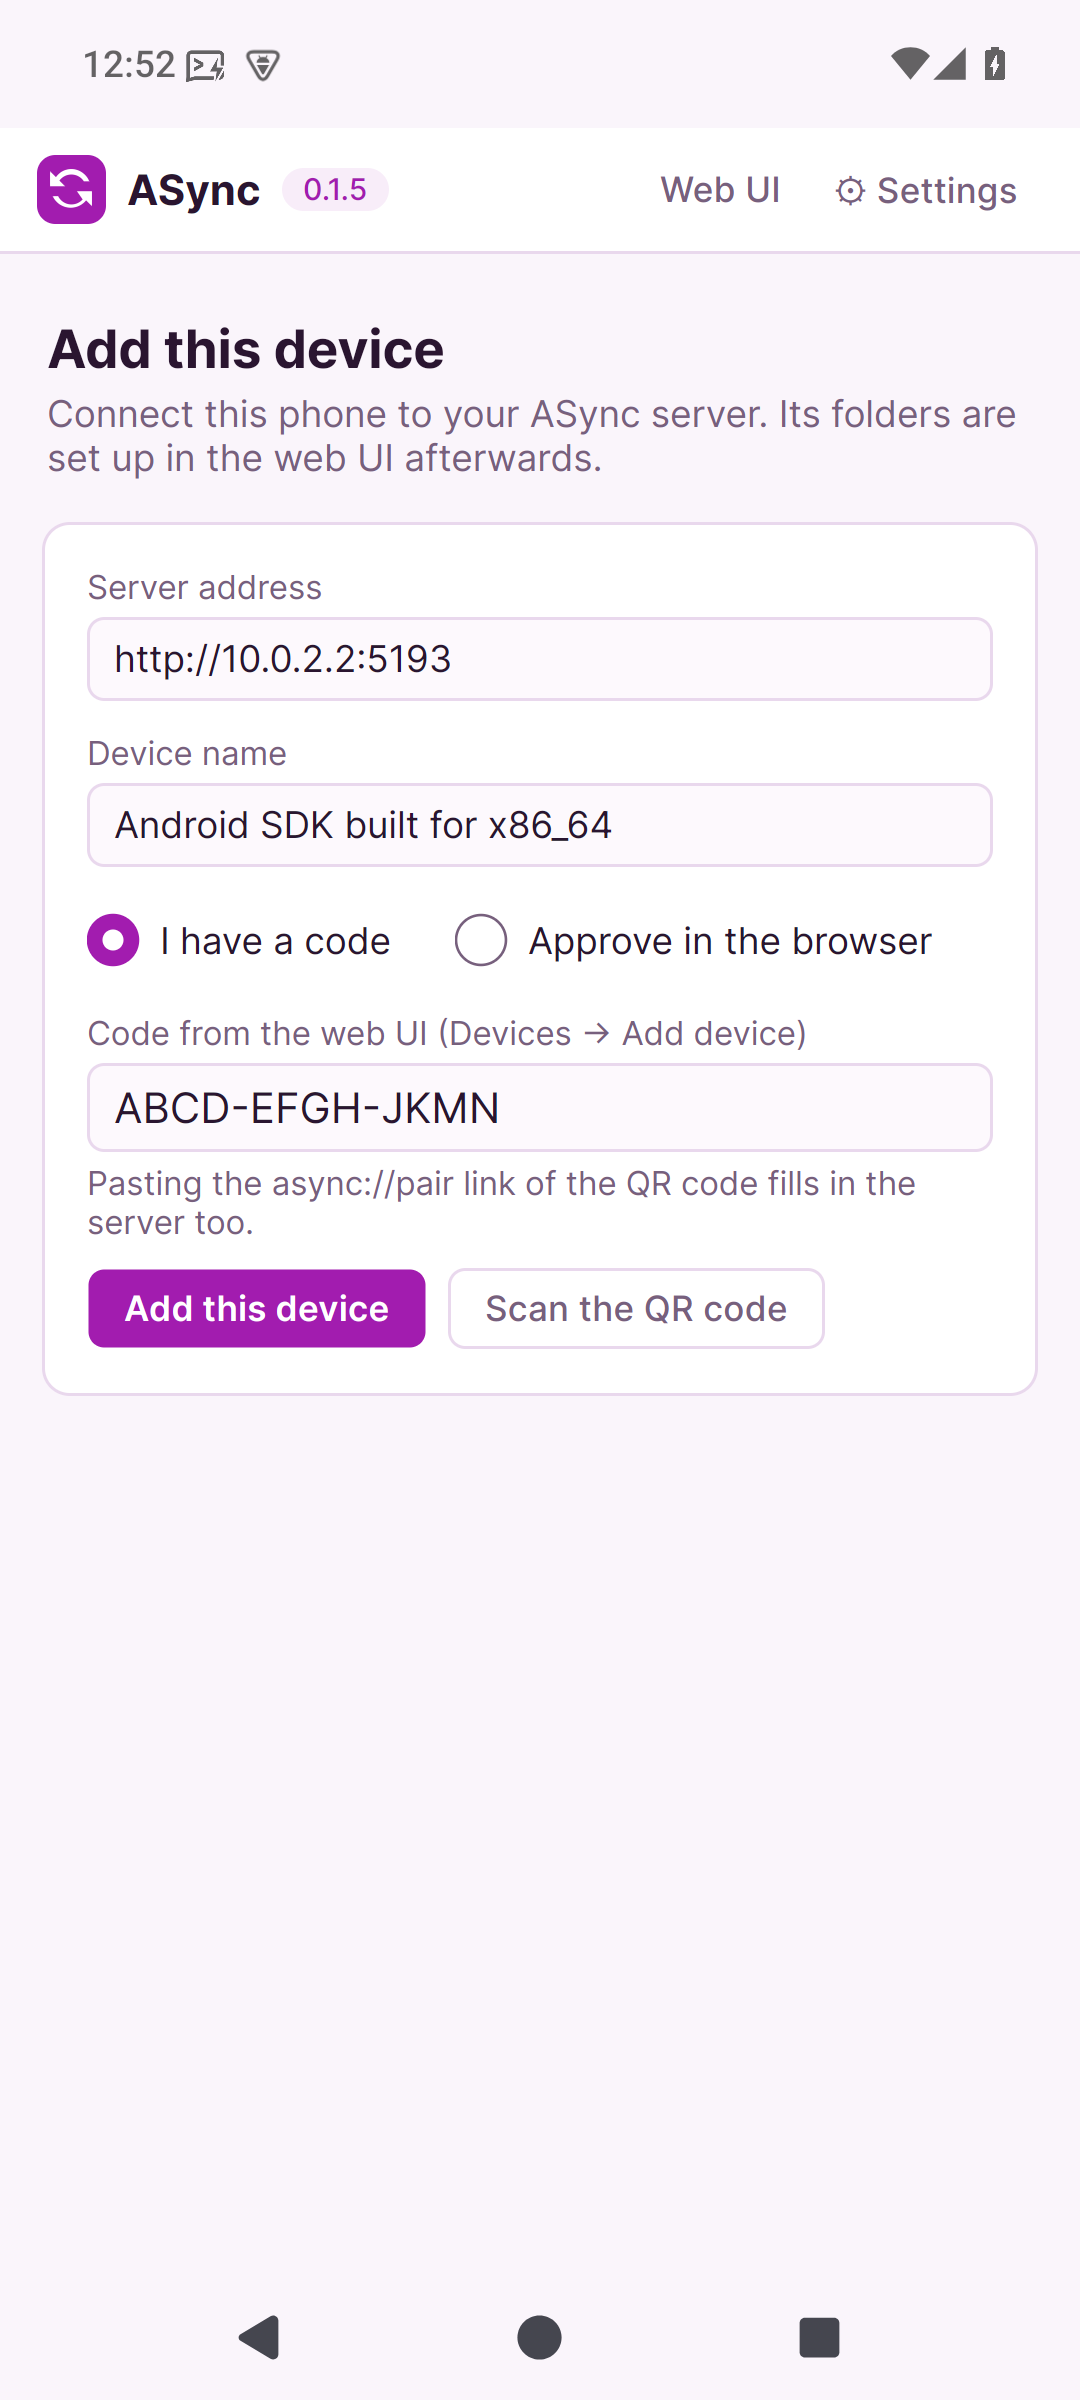 12:52
ASync 0.1.5 Web UI Settings
Add this device
Connect this phone to your ASync server. Its folders are
set up in the web UI afterwards.
Server address
http://10.0.2.2:5193
Device name
Android SDK built for x86_64
I have a code Approve in the browser
Code from the web UI (Devices → Add device)
ABCD-EFGH-JKMN
Pasting the async://pair link of the QR code fills in the
server too.
Add this device Scan the QR code